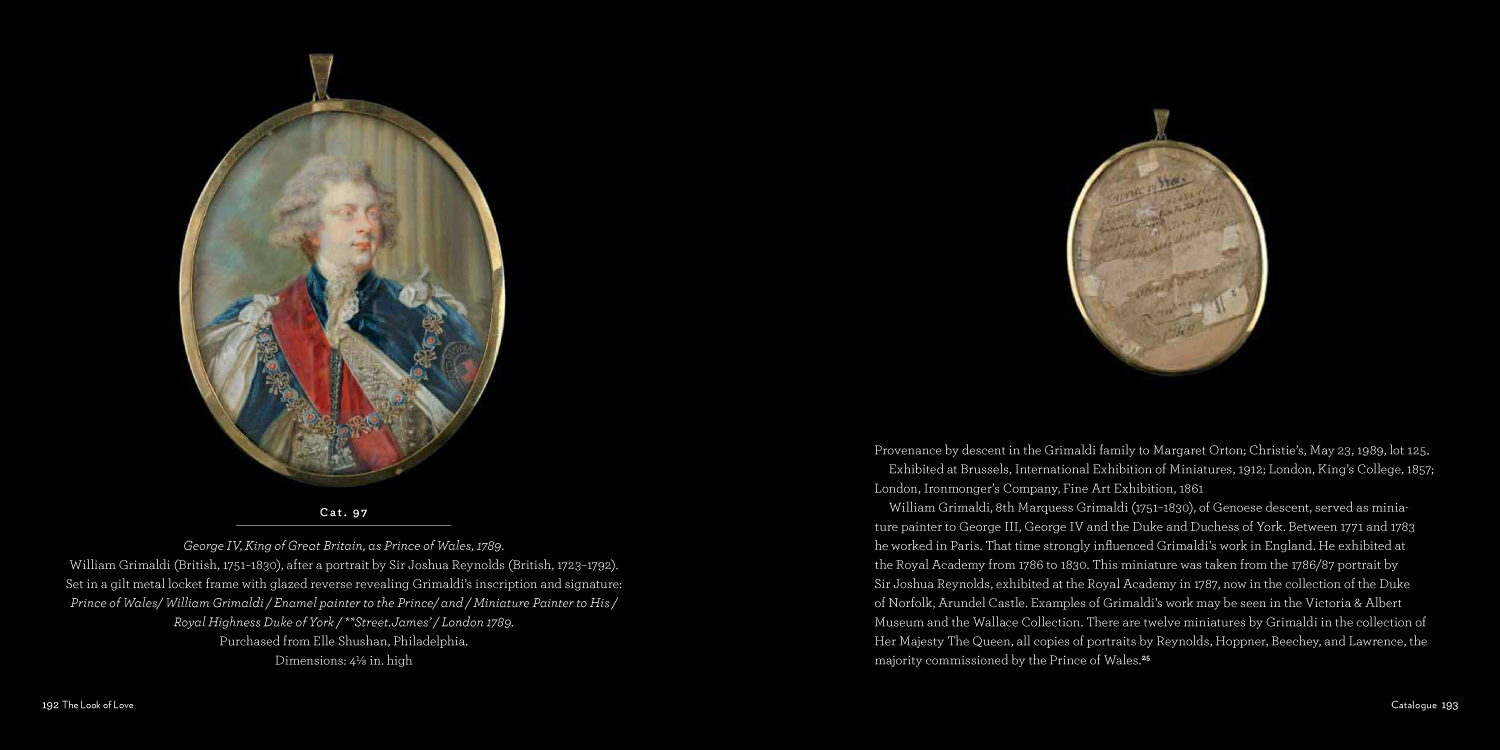 Cat. 97
George IV, King of Great Britain, as Prince of Wales, 1789.
William Grimaldi (British, 1751–1830), after a portrait by Sir Joshua Reynolds (British, 1723–1792).
Set in a gilt metal locket frame with glazed reverse revealing Grimaldi's inscription and signature:
Prince of Wales/ William Grimaldi / Enamel painter to the Prince/ and / Miniature Painter to His /
Royal Highness Duke of York / **Street.James' / London 1789.
Purchased from Elle Shushan, Philadelphia.
Dimensions: 4⅛ in. high
192 The Look of Love
Provenance by descent in the Grimaldi family to Margaret Orton; Christie's, May 23, 1989, lot 125.
Exhibited at Brussels, International Exhibition of Miniatures, 1912; London, King's College, 1857;
London, Ironmonger's Company, Fine Art Exhibition, 1861
William Grimaldi, 8th Marquess Grimaldi (1751–1830), of Genoese descent, served as minia-
ture painter to George III, George IV and the Duke and Duchess of York. Between 1771 and 1783
he worked in Paris. That time strongly influenced Grimaldi's work in England. He exhibited at
the Royal Academy from 1786 to 1830. This miniature was taken from the 1786/87 portrait by
Sir Joshua Reynolds, exhibited at the Royal Academy in 1787, now in the collection of the Duke
of Norfolk, Arundel Castle. Examples of Grimaldi's work may be seen in the Victoria & Albert
Museum and the Wallace Collection. There are twelve miniatures by Grimaldi in the collection of
Her Majesty The Queen, all copies of portraits by Reynolds, Hoppner, Beechey, and Lawrence, the
majority commissioned by the Prince of Wales.²⁵
Catalogue 193